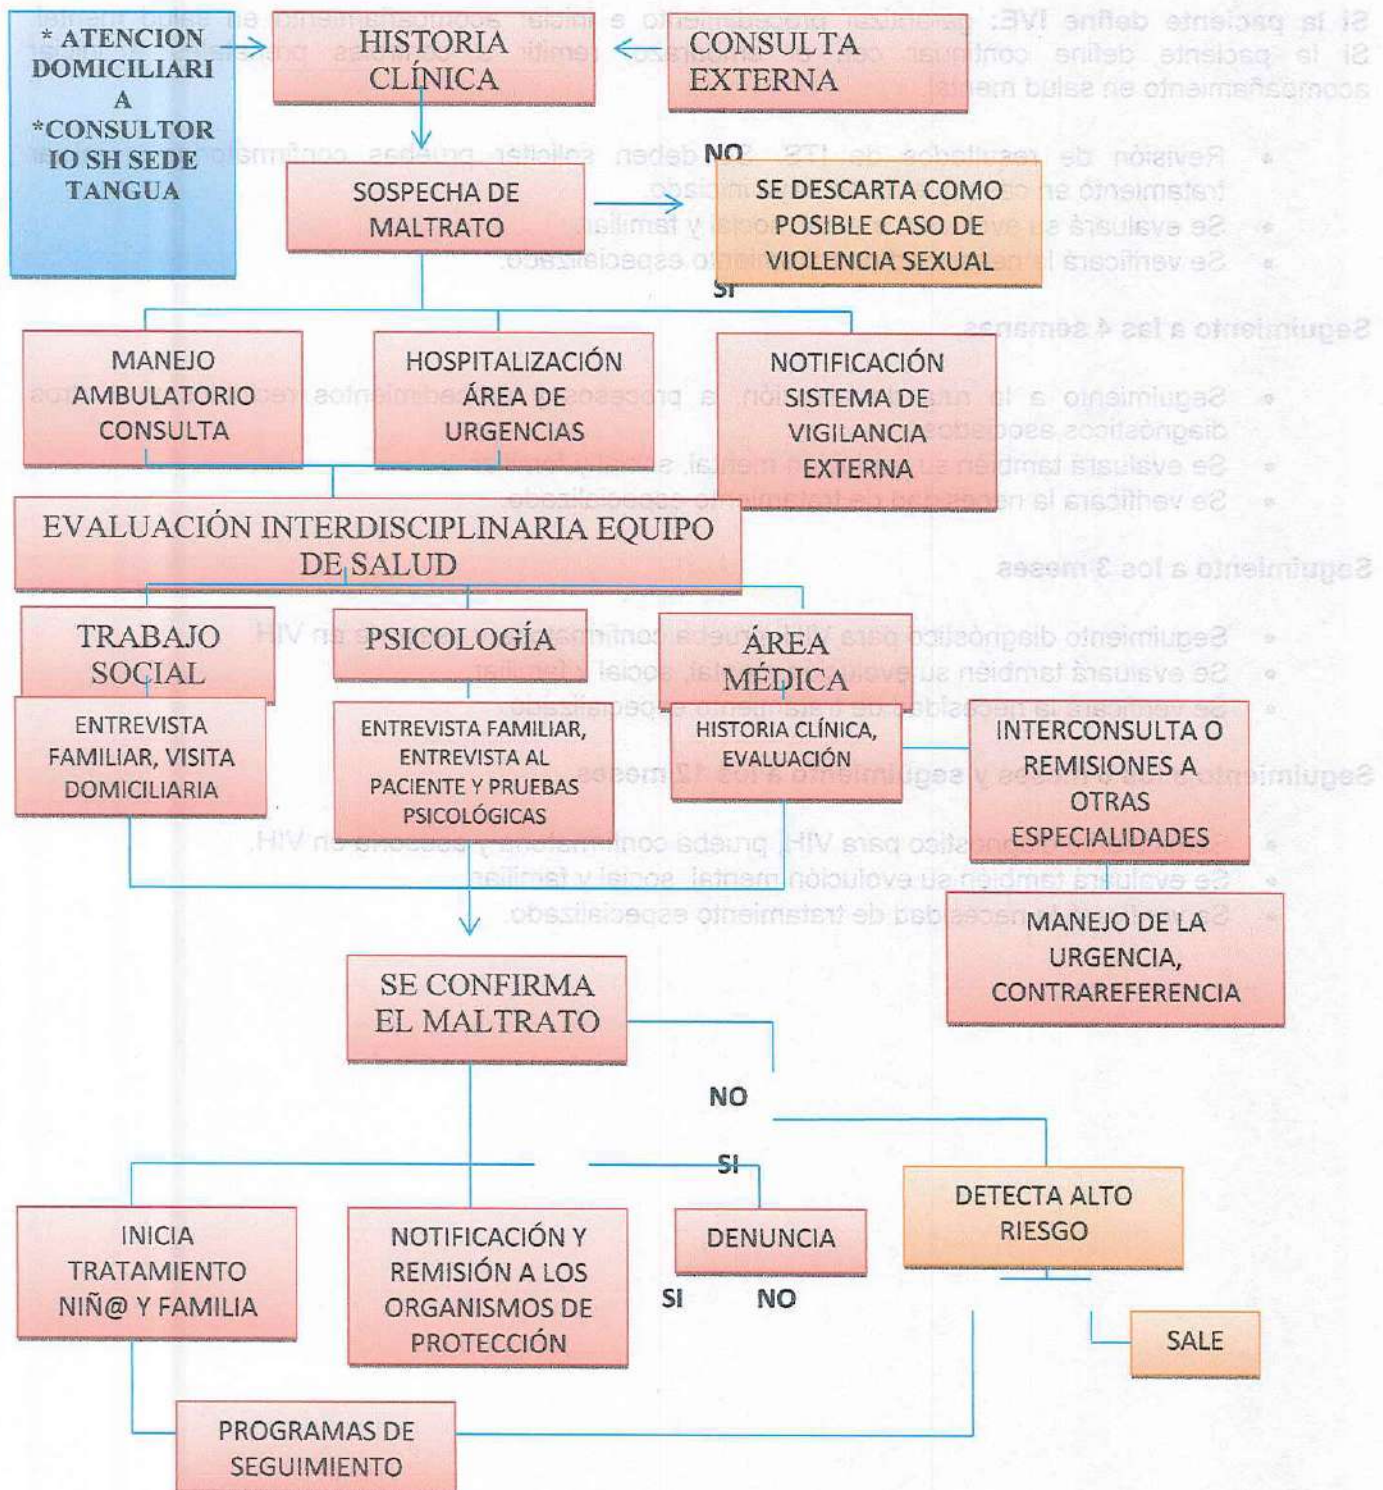 * ATENCION
DOMICILIARI
A
*CONSULTOR
IO SH SEDE
TANGUA
HISTORIA
CLÍNICA
CONSULTA
EXTERNA
SOSPECHA DE
MALTRATO
NO
SE DESCARTA COMO
POSIBLE CASO DE
VIOLENCIA SEXUAL
SI
MANEJO
AMBULATORIO
CONSULTA
HOSPITALIZACIÓN
ÁREA DE
URGENCIAS
NOTIFICACIÓN
SISTEMA DE
VIGILANCIA
EXTERNA
EVALUACIÓN INTERDISCIPLINARIA EQUIPO
DE SALUD
TRABAJO
SOCIAL
PSICOLOGÍA
ÁREA
MÉDICA
ENTREVISTA
FAMILIAR, VISITA
DOMICILIARIA
ENTREVISTA FAMILIAR,
ENTREVISTA AL
PACIENTE Y PRUEBAS
PSICOLÓGICAS
HISTORIA CLÍNICA,
EVALUACIÓN
INTERCONSULTA O
REMISIONES A
OTRAS
ESPECIALIDADES
MANEJO DE LA
URGENCIA,
CONTRAREFERENCIA
SE CONFIRMA
EL MALTRATO
NO
SI
INICIA
TRATAMIENTO
NIÑ@ Y FAMILIA
NOTIFICACIÓN Y
REMISIÓN A LOS
ORGANISMOS DE
PROTECCIÓN
DENUNCIA
DETECTA ALTO
RIESGO
SI NO
SALE
PROGRAMAS DE
SEGUIMIENTO